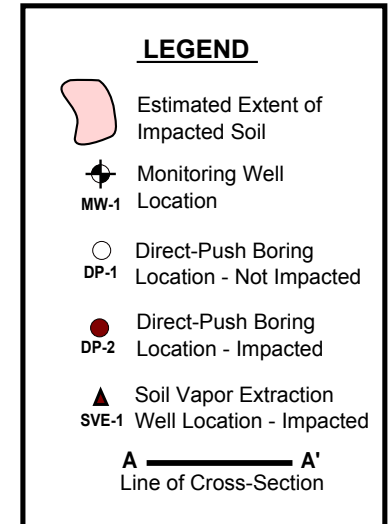 LEGEND
Estimated Extent of
Impacted Soil
Monitoring Well
MW-1 Location
Direct-Push Boring
DP-1 Location - Not Impacted
Direct-Push Boring
DP-2 Location - Impacted
Soil Vapor Extraction
SVE-1 Well Location - Impacted
A A'
Line of Cross-Section